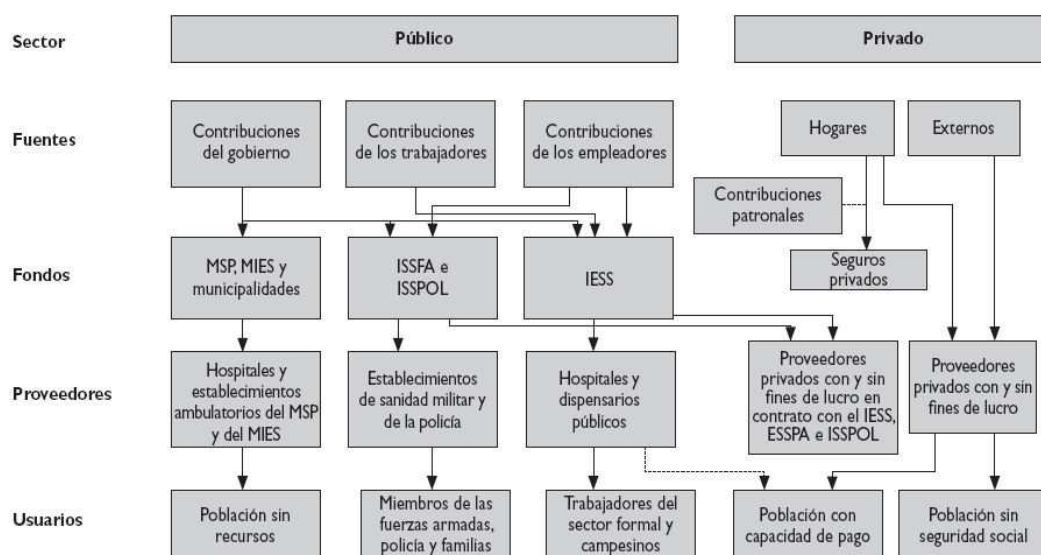 Sector
Público
Privado
Fuentes
Contribuciones
del gobierno
Contribuciones
de los trabajadores
Contribuciones
de los empleadores
Hogares
Externos
Contribuciones
patronales
Fondos
MSP, MIES y
municipalidades
ISSFA e
ISSPOL
IESS
Seguros
privados
Proveedores
Hospitales y
establecimientos
ambulatorios del MSP
y del MIES
Establecimientos
de sanidad militar y
de la policía
Hospitales y
dispensarios
públicos
Proveedores
privados con y sin
fines de lucro en
contrato con el IESS,
ESSPA e ISSPOL
Proveedores
privados con y sin
fines de lucro
Usuarios
Población sin
recursos
Miembros de las
fuerzas armadas,
policía y familias
Trabajadores del
sector formal y
campesinos
Población con
capacidad de pago
Población sin
seguridad social